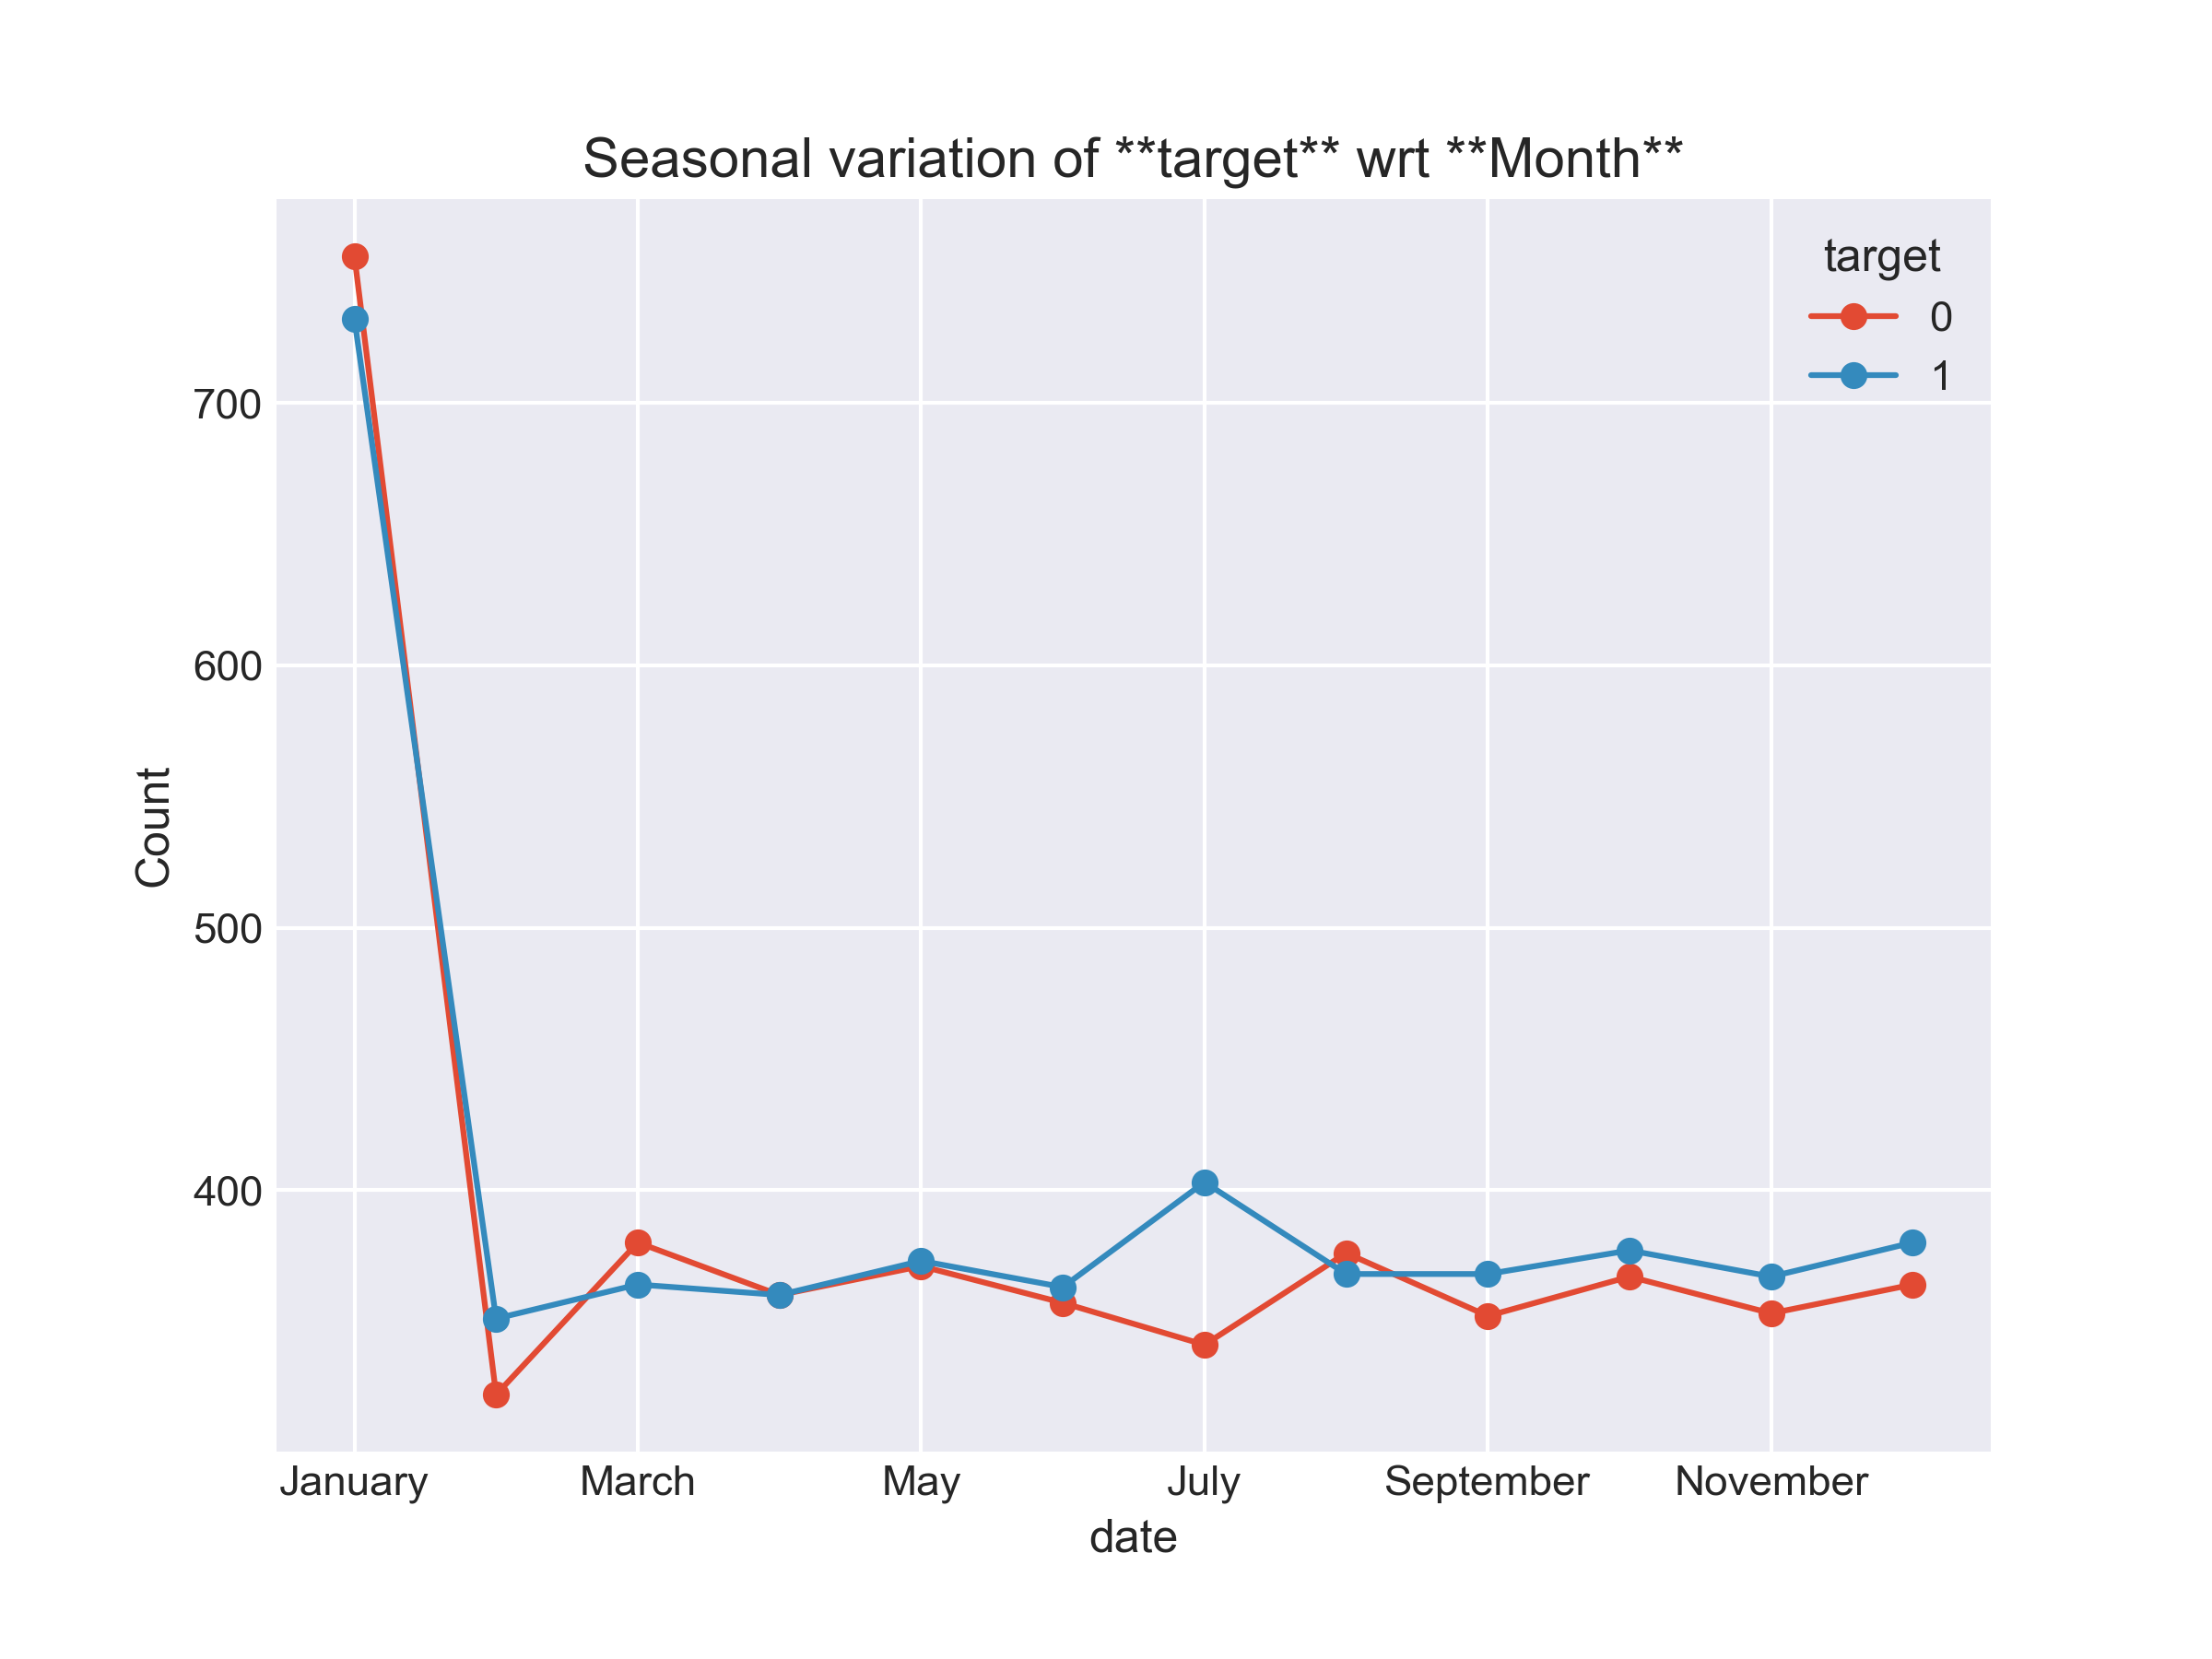 Seasonal variation of **target** wrt **Month**
target
0
1
700
600
500
400
Count
January March May July September November
date